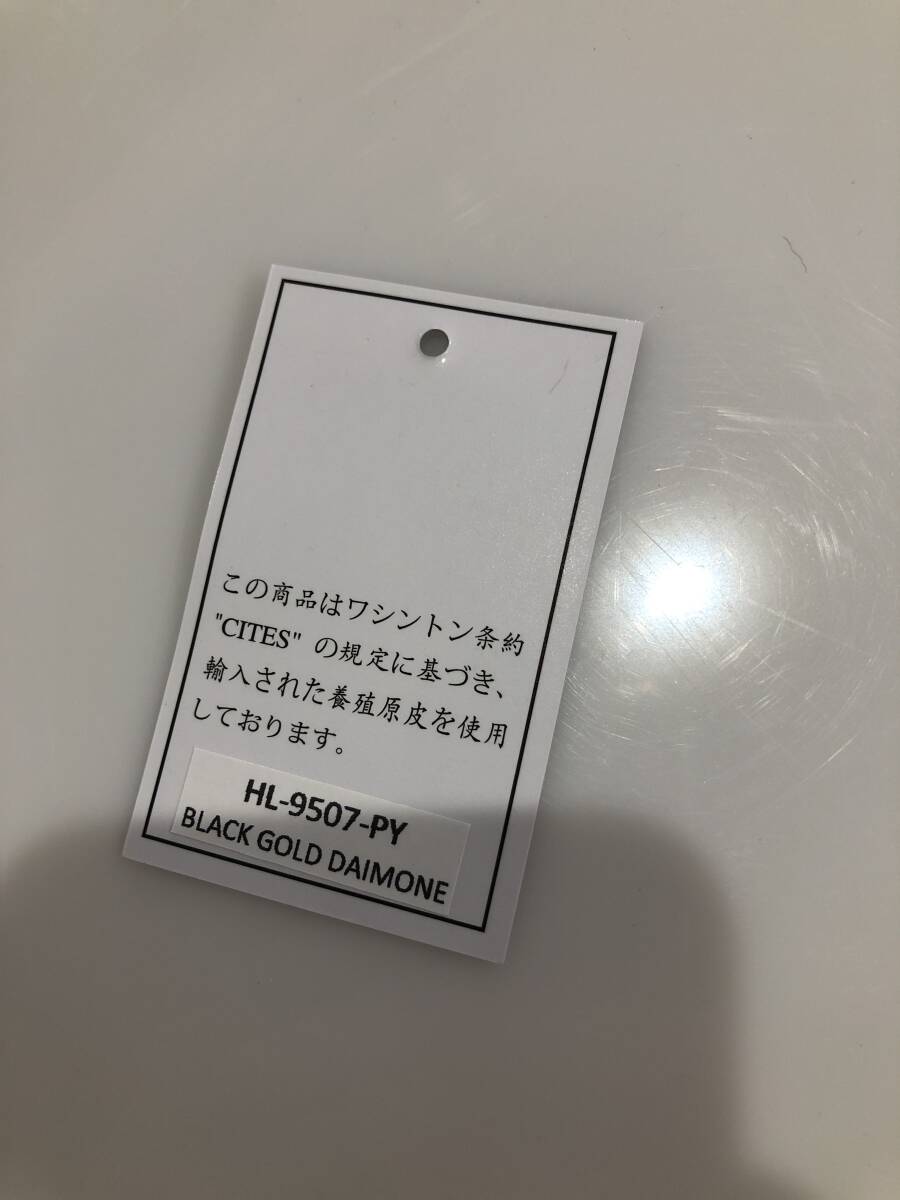 この商品はワシントン条約
"CITES" の規定に基づき、
輸入された養殖原皮を使用
しております。
HL-9507-PY
BLACK GOLD DAIMONE